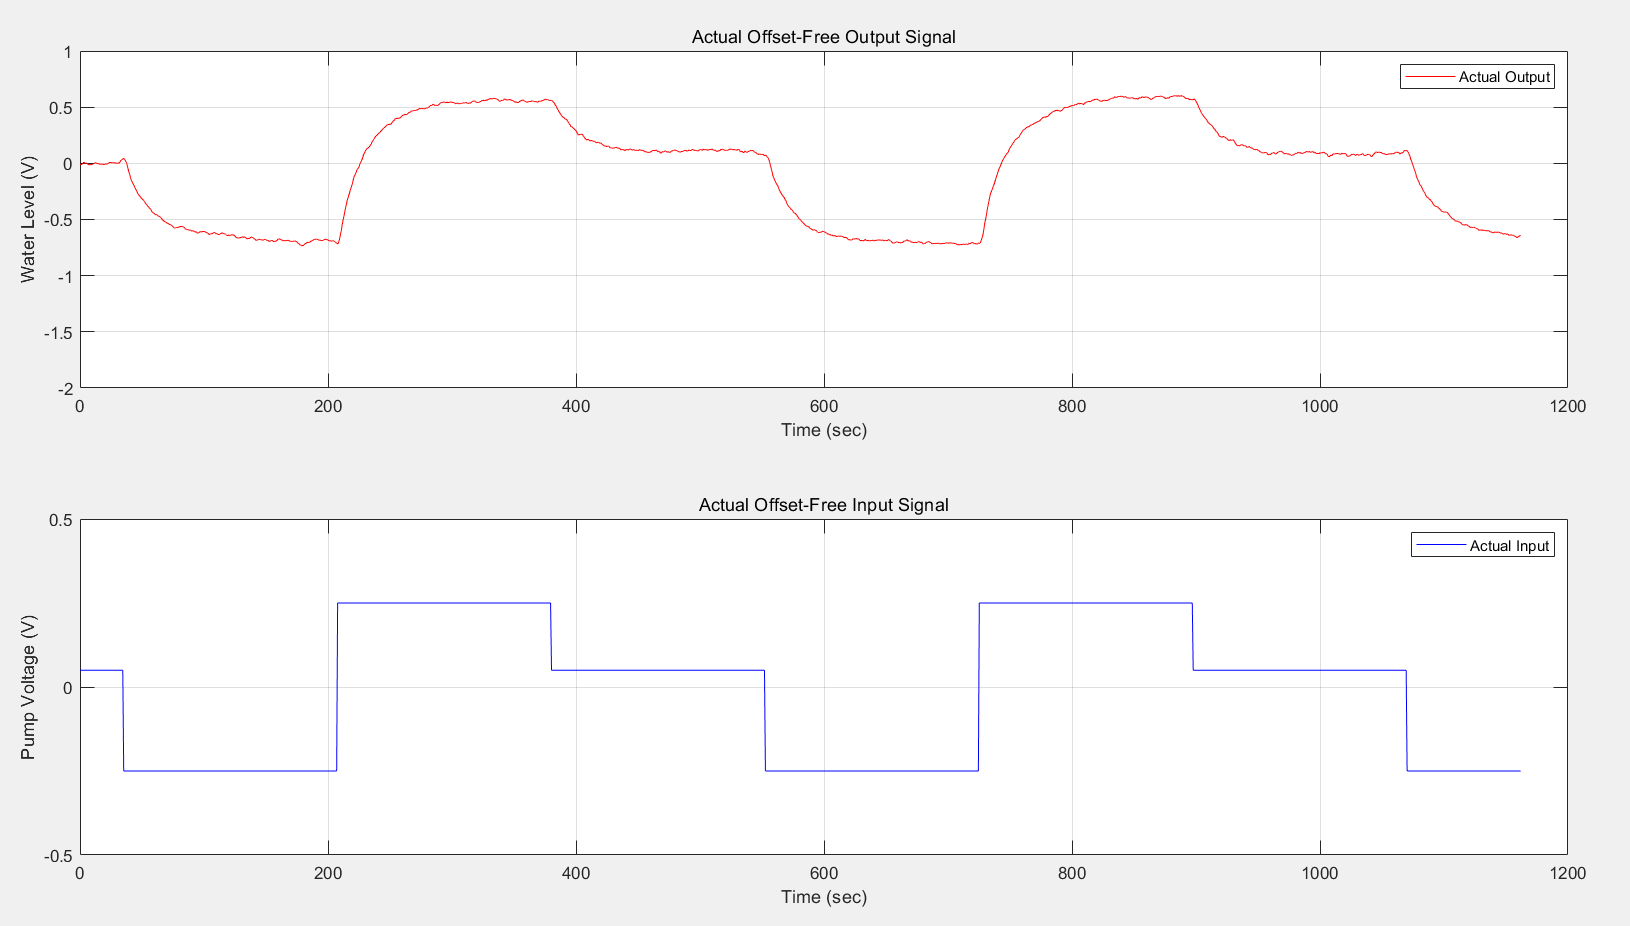 Actual Offset-Free Output Signal
1
0.5
0
-0.5
-1
-1.5
-2
Water Level (V)
Actual Output
0 200 400 600 800 1000 1200
Time (sec)
Actual Offset-Free Input Signal
0.5
0
-0.5
Pump Voltage (V)
Actual Input
0 200 400 600 800 1000 1200
Time (sec)